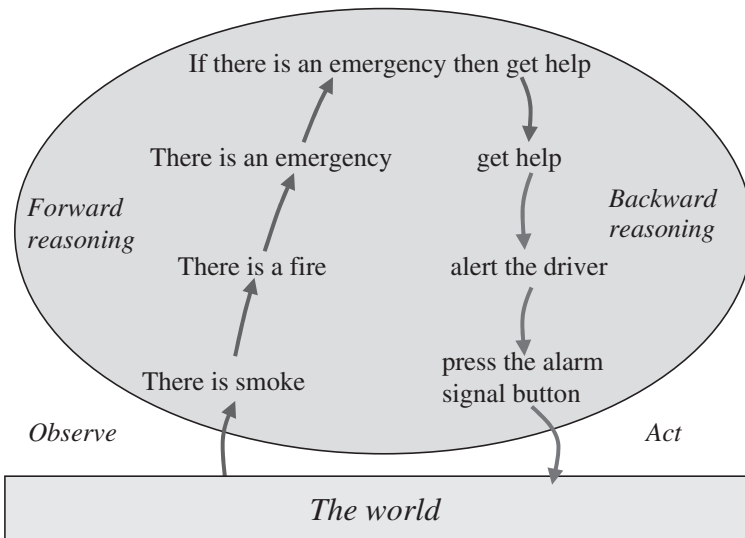 If there is an emergency then get help
There is an emergency
get help
Forward
reasoning
Backward
reasoning
There is a fire
alert the driver
There is smoke
press the alarm
signal button
Observe
Act
The world